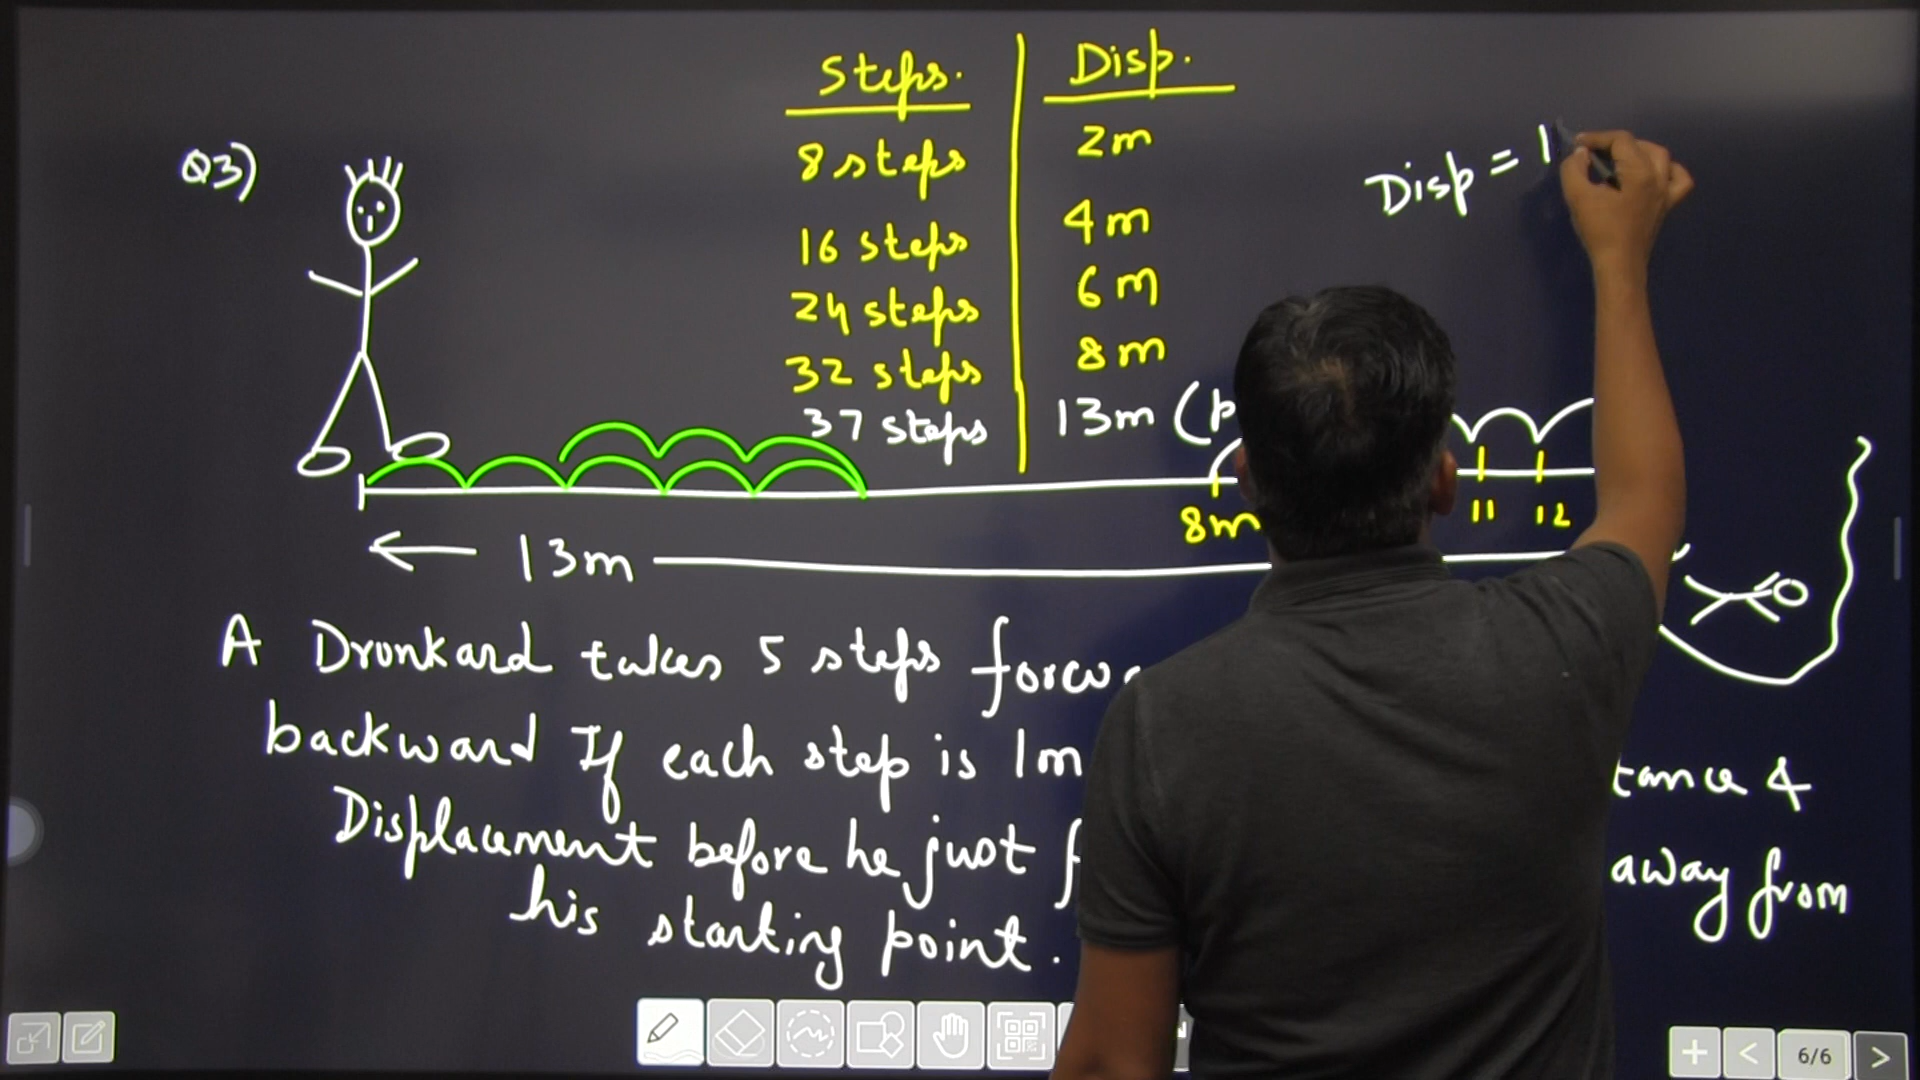 Steps. Disp.
Q3)
8 steps 2m
Disp = 1
16 steps 4m
24 steps 6m
32 steps 8m
37 steps 13m (
8m 11 12
13m
A Drunkard takes 5 steps
backward If each step is 1m
Displacement before he just away from
his starting point.
6/6